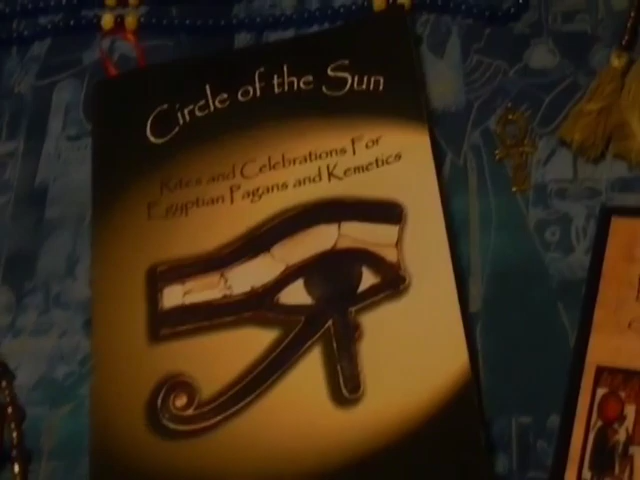 Circle of the Sun
Rites and Celebrations For
Egyptian Pagans and Kemetics